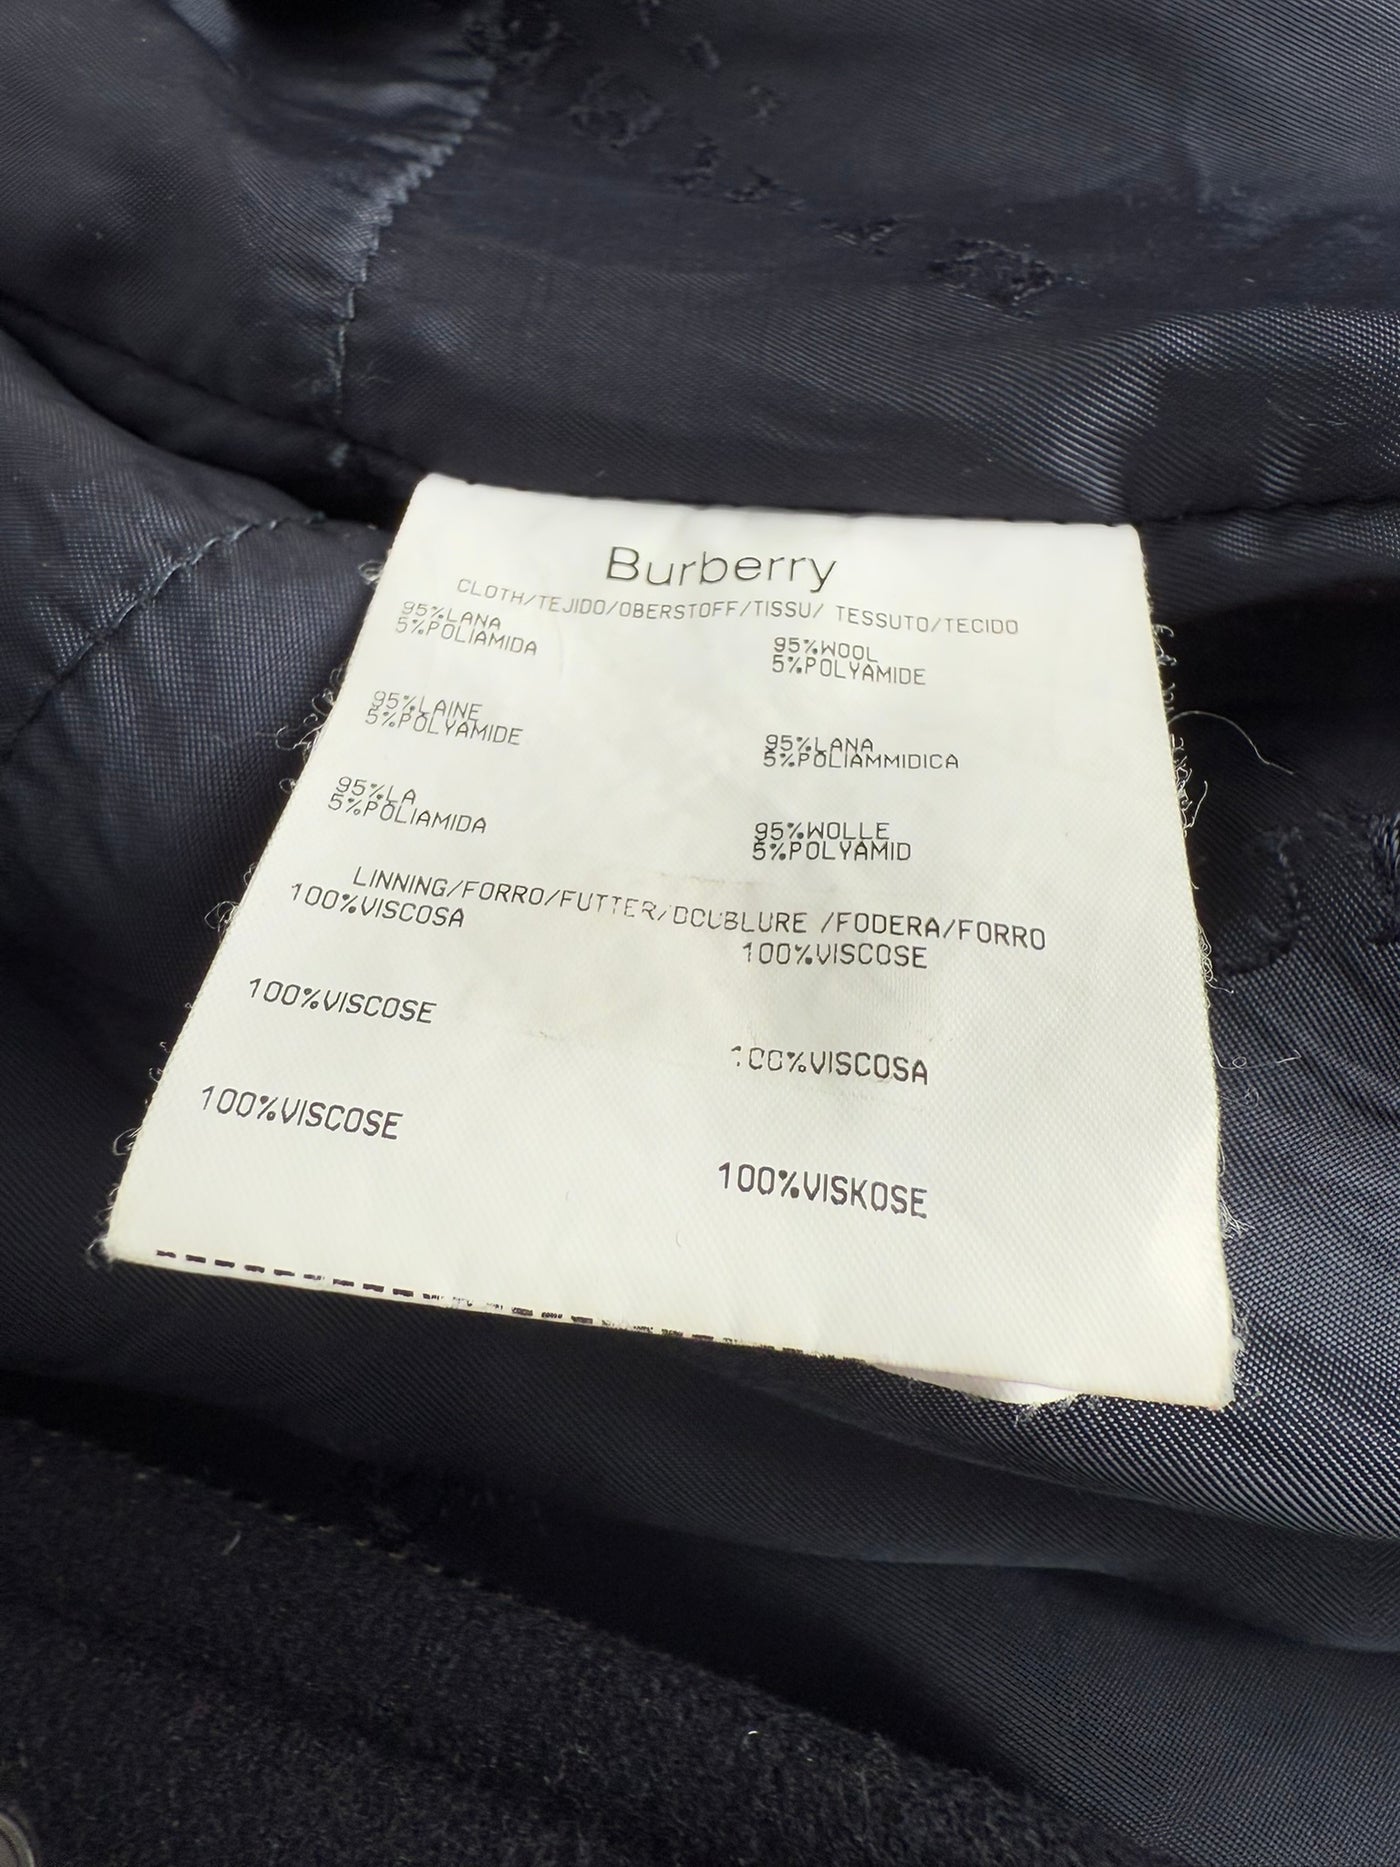 Burberry
CLOTH/TEJIDO/OBERSTOFF/TISSU/ TESSUTO/TECIDO
95%LANA
5%POLIAMIDA
95%WOOL
5%POLYAMIDE
95%LAINE
5%POLYAMIDE
95%LANA
5%POLIAMMIDICA
95%LA
5%POLIAMIDA
95%WOLLE
5%POLYAMID
LINNING/FORRO/FUTTER/DOUBLURE /FODERA/FORRO
100%VISCOSA
100%VISCOSE
100%VISCOSE
100%VISCOSA
100%VISCOSE
100%VISKOSE